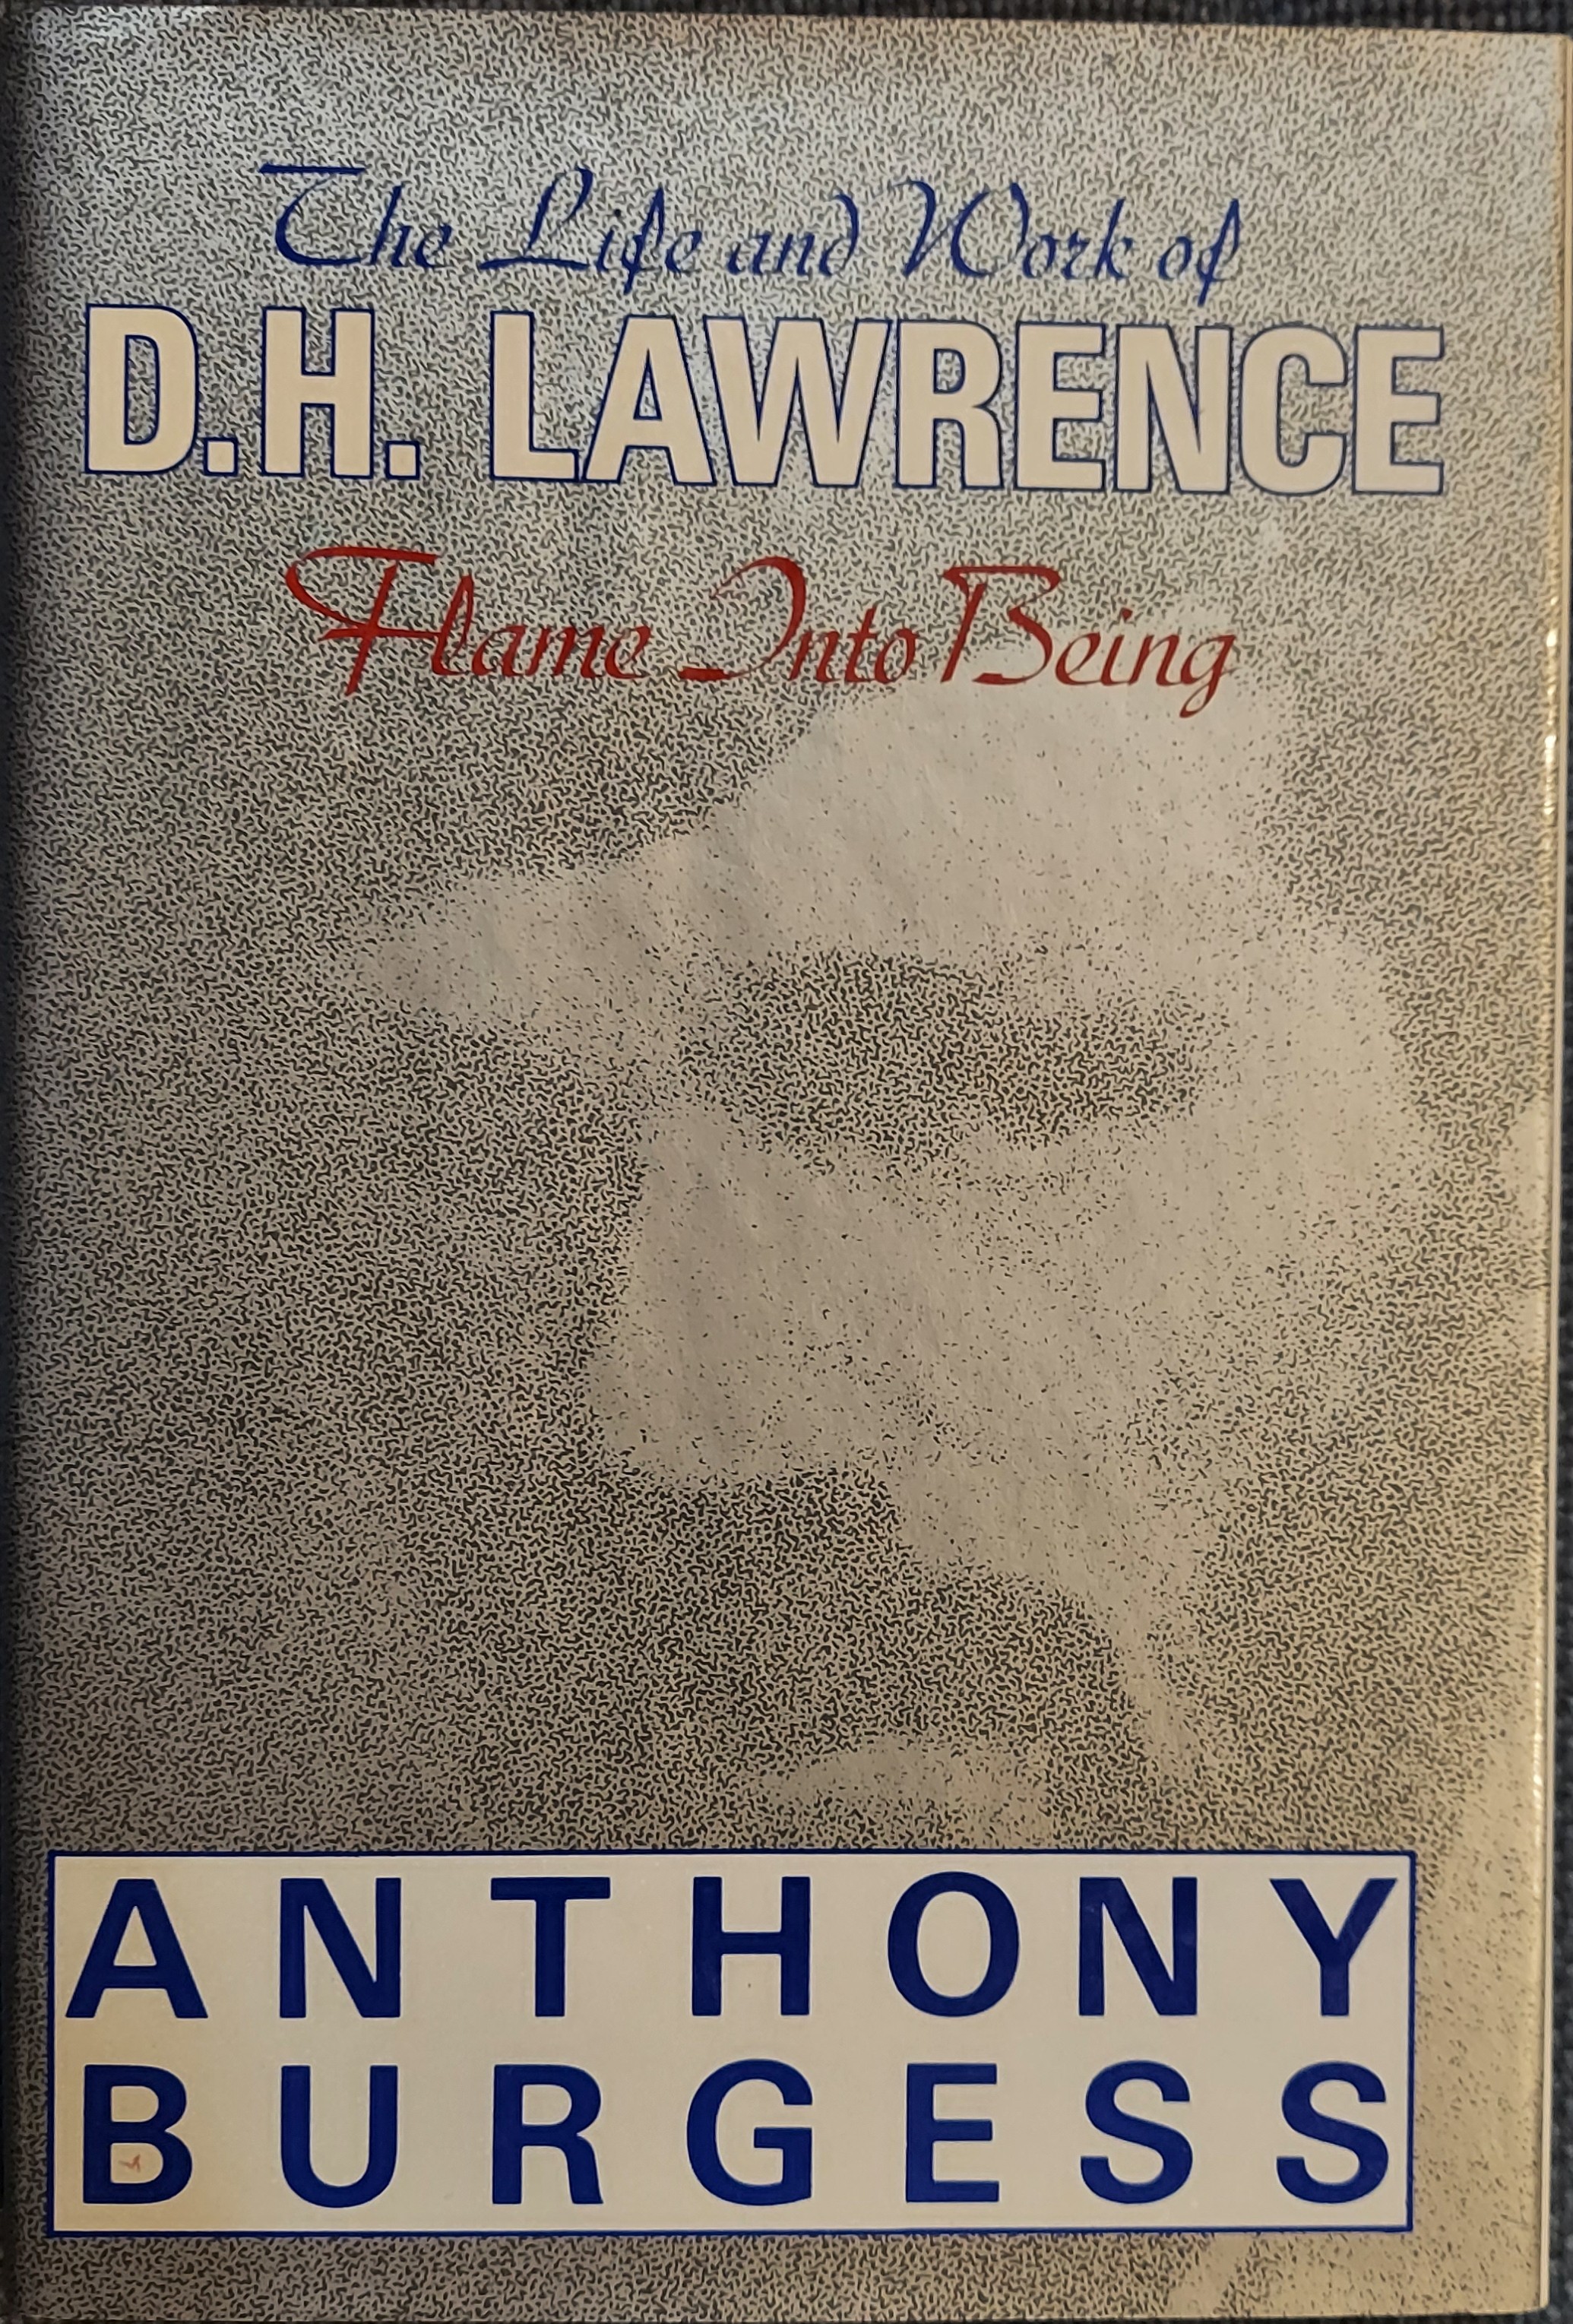 The Life and Work of
D.H. LAWRENCE
Flame Into Being
ANTHONY
BURGESS